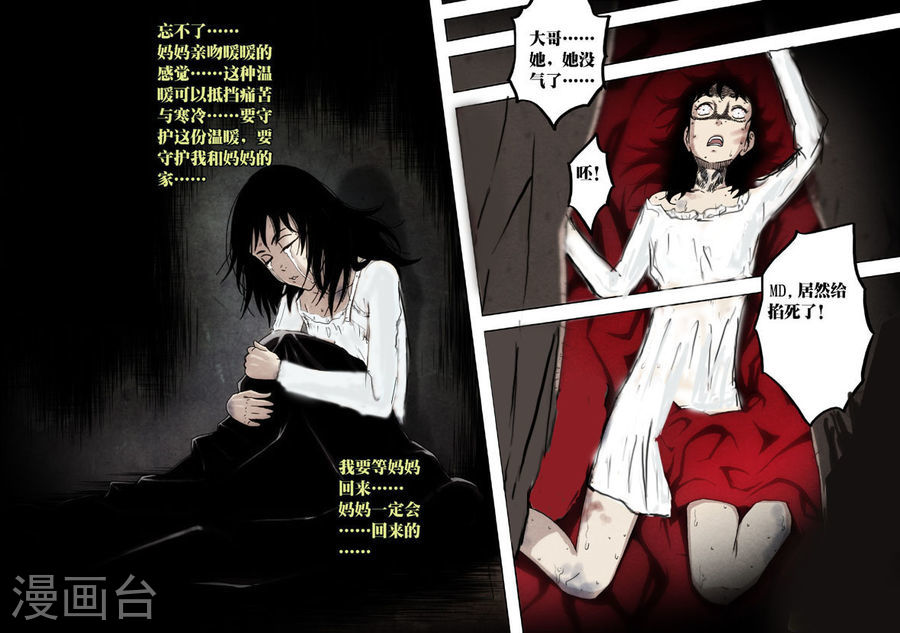 忘不了……
妈妈亲吻暖暖的
感觉……这种温
暖可以抵挡痛苦
与寒冷……要守
护这份温暖，要
守护我和妈妈的
家……
我要等妈妈
回来……
妈妈一定会
……回来的
……
大哥……
她，她没
气了……
呸！
MD，居然给
掐死了！
漫画台